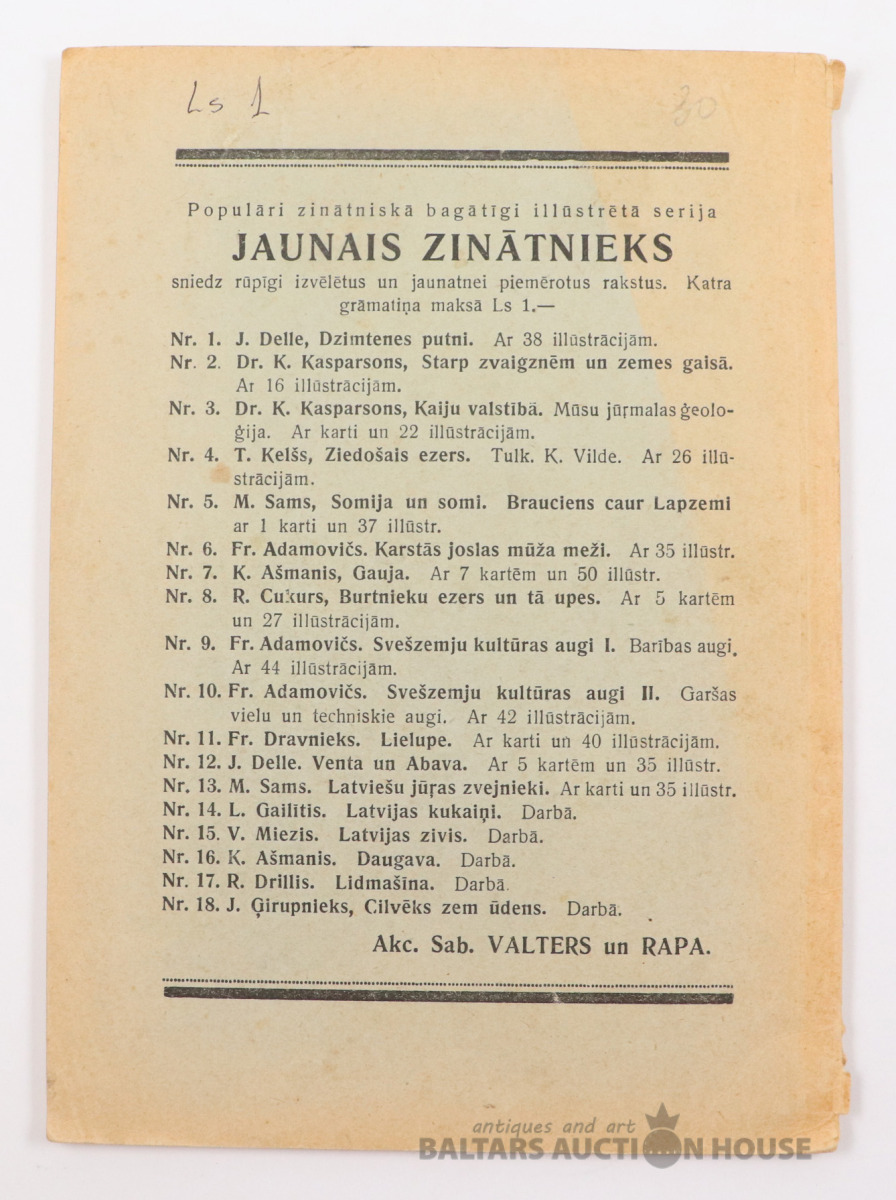 Ls 1
30
Populāri zinātniskā bagātīgi illūstrētā serija
JAUNAIS ZINĀTNIEKS
sniedz rūpīgi izvēlētus un jaunatnei piemērotus rakstus. Katra
grāmatiņa maksā Ls 1.—
Nr. 1. J. Delle, Dzimtenes putni. Ar 38 illūstrācijām.
Nr. 2. Dr. K. Kasparsons, Starp zvaigznēm un zemes gaisā.
Ar 16 illūstrācijām.
Nr. 3. Dr. K. Kasparsons, Kaiju valstībā. Mūsu jūŗmalas ģeolo-
ģija. Ar karti un 22 illūstrācijām.
Nr. 4. T. Ķelšs, Ziedošais ezers. Tulk. K. Vilde. Ar 26 illū-
strācijām.
Nr. 5. M. Sams, Somija un somi. Brauciens caur Lapzemi
ar 1 karti un 37 illūstr.
Nr. 6. Fr. Adamovičs. Karstās joslas mūža meži. Ar 35 illūstr.
Nr. 7. K. Ašmanis, Gauja. Ar 7 kartēm un 50 illūstr.
Nr. 8. R. Cukurs, Burtnieku ezers un tā upes. Ar 5 kartēm
un 27 illūstrācijām.
Nr. 9. Fr. Adamovičs. Svešzemju kultūras augi I. Barības augi.
Ar 44 illūstrācijām.
Nr. 10. Fr. Adamovičs. Svešzemju kultūras augi II. Garšas
vielu un techniskie augi. Ar 42 illūstrācijām.
Nr. 11. Fr. Dravnieks. Lielupe. Ar karti un 40 illūstrācijām.
Nr. 12. J. Delle. Venta un Abava. Ar 5 kartēm un 35 illūstr.
Nr. 13. M. Sams. Latviešu jūŗas zvejnieki. Ar karti un 35 illūstr.
Nr. 14. L. Gailītis. Latvijas kukaiņi. Darbā.
Nr. 15. V. Miezis. Latvijas zivis. Darbā.
Nr. 16. K. Ašmanis. Daugava. Darbā.
Nr. 17. R. Drillis. Lidmašīna. Darbā.
Nr. 18. J. Ģirupnieks, Cilvēks zem ūdens. Darbā.
Akc. Sab. VALTERS un RAPA.
antiques and art
BALTARS AUCTION HOUSE